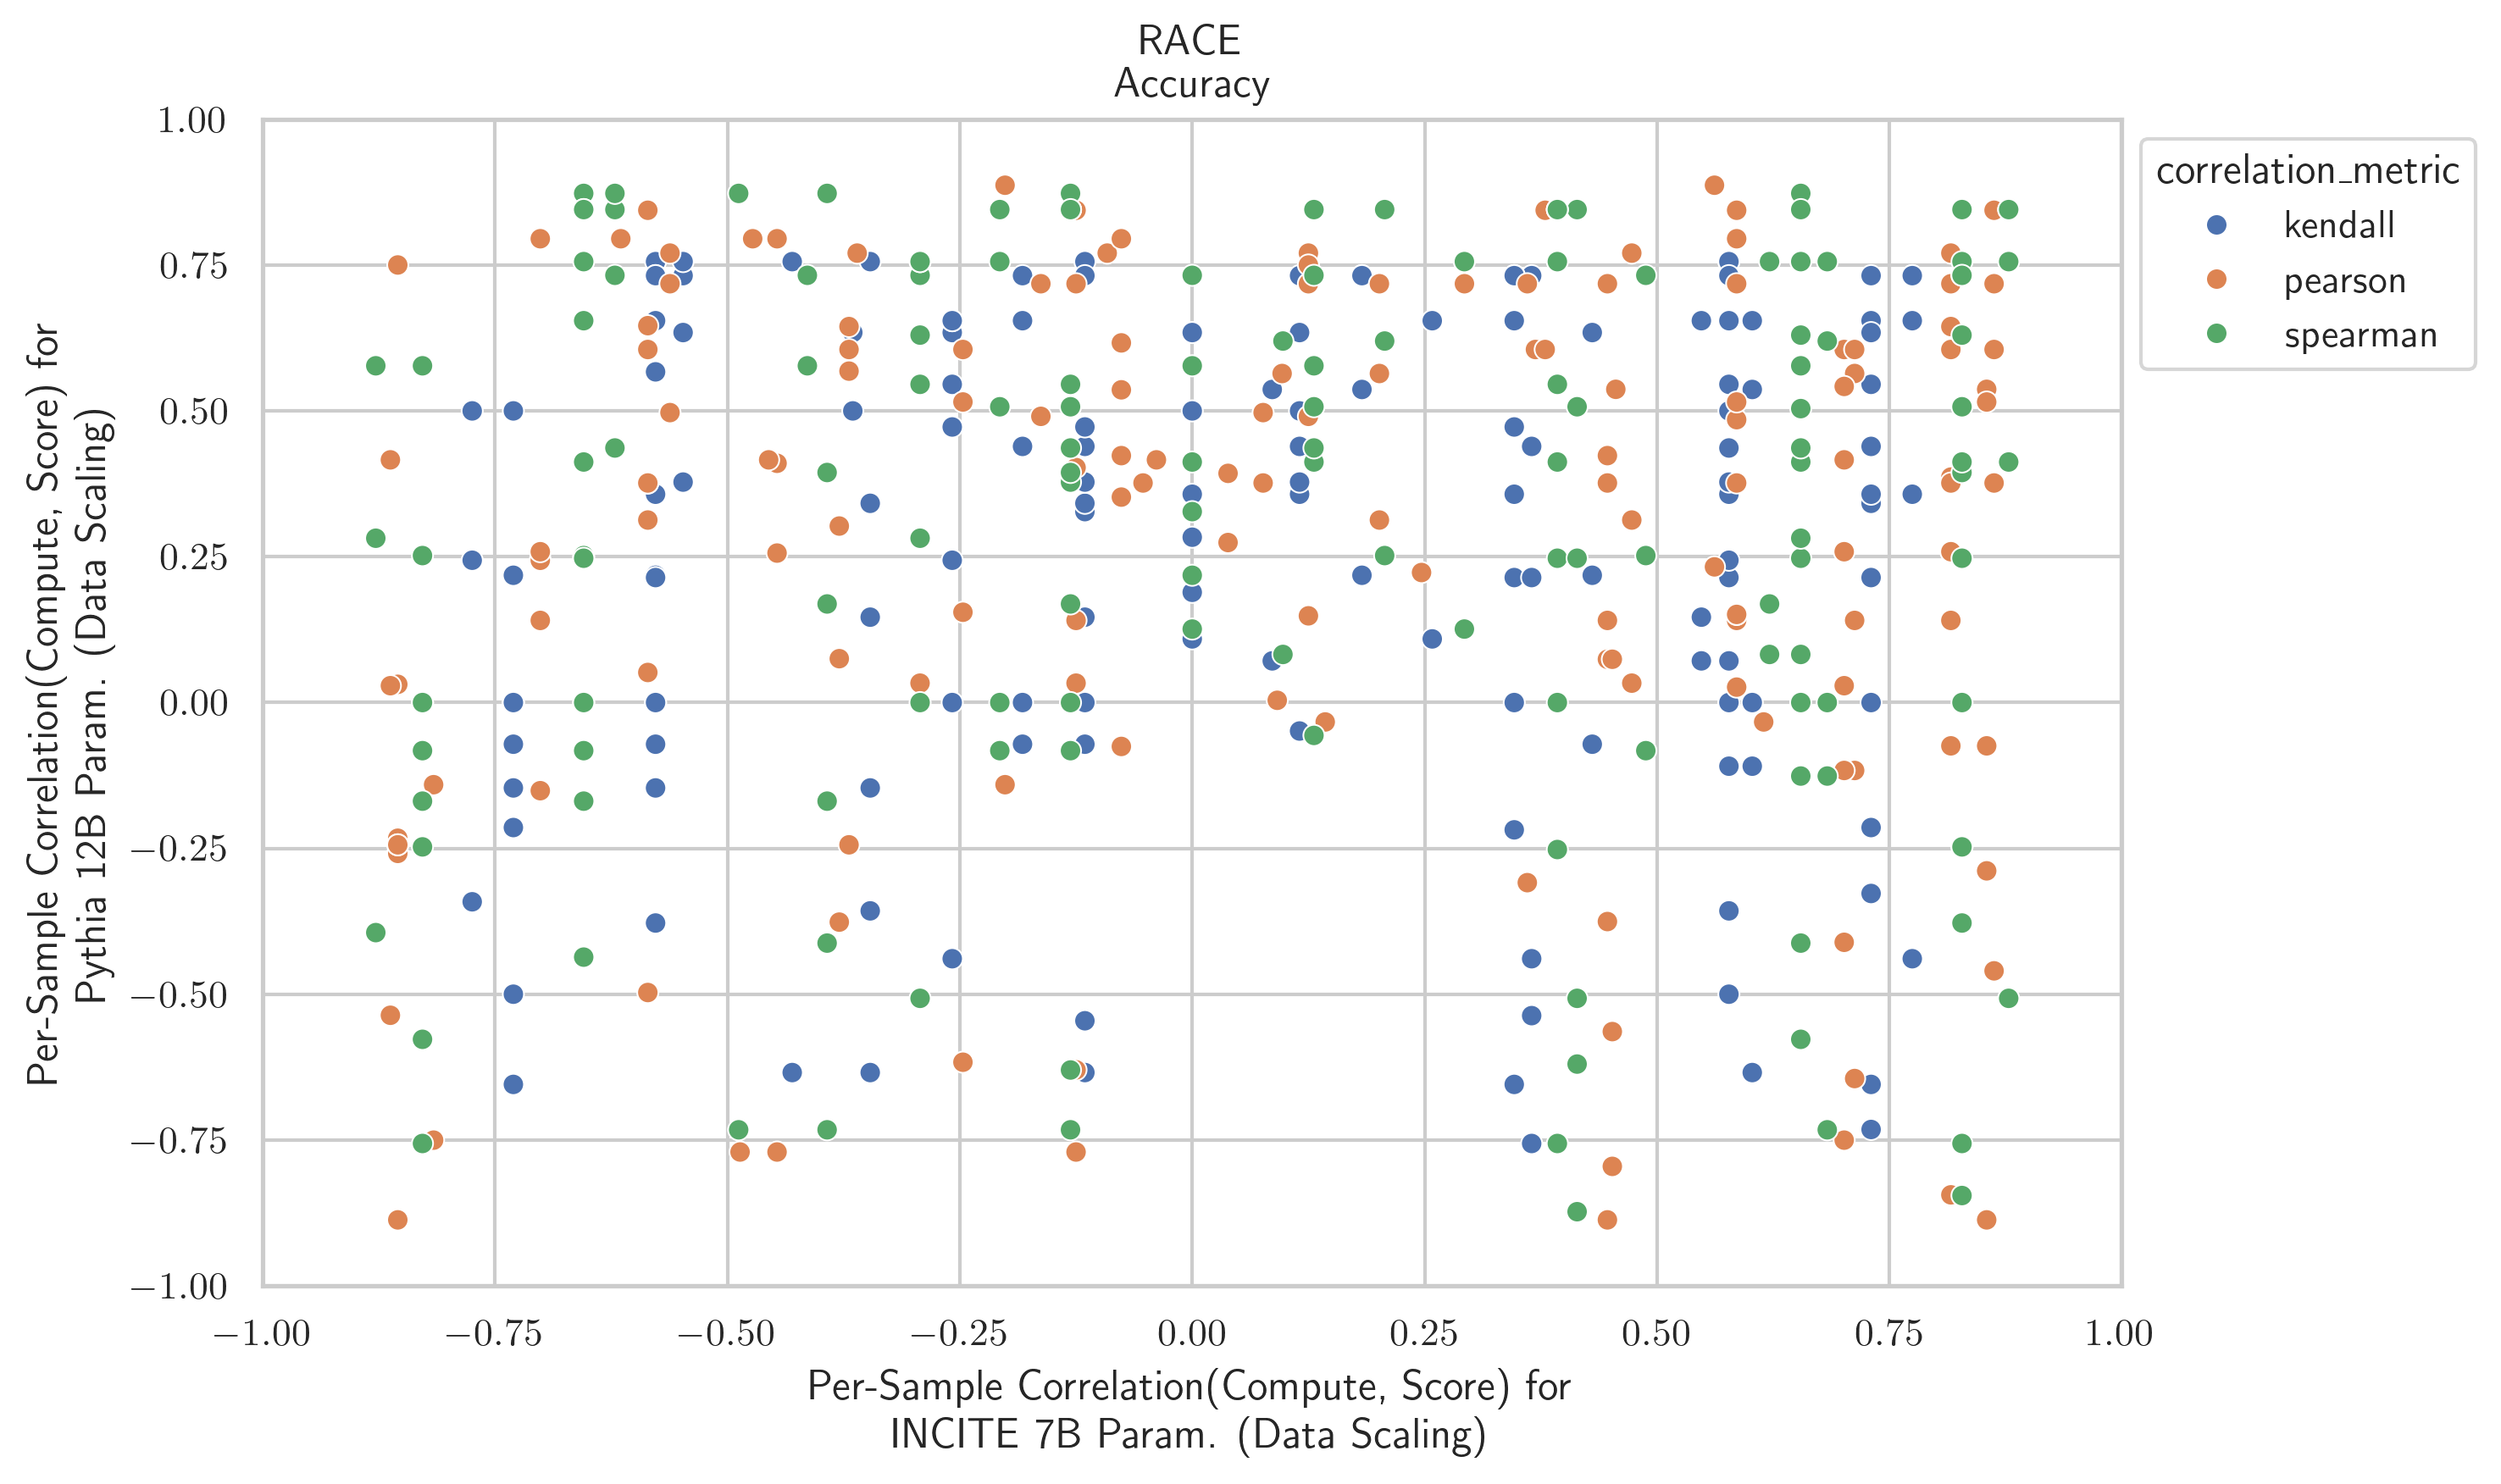 RACE
Accuracy
1.00
0.75
0.50
0.25
0.00
−0.25
−0.50
−0.75
−1.00
Per-Sample Correlation(Compute, Score) for
Pythia 12B Param. (Data Scaling)
−1.00 −0.75 −0.50 −0.25 0.00 0.25 0.50 0.75 1.00
Per-Sample Correlation(Compute, Score) for
INCITE 7B Param. (Data Scaling)
correlation_metric
kendall
pearson
spearman